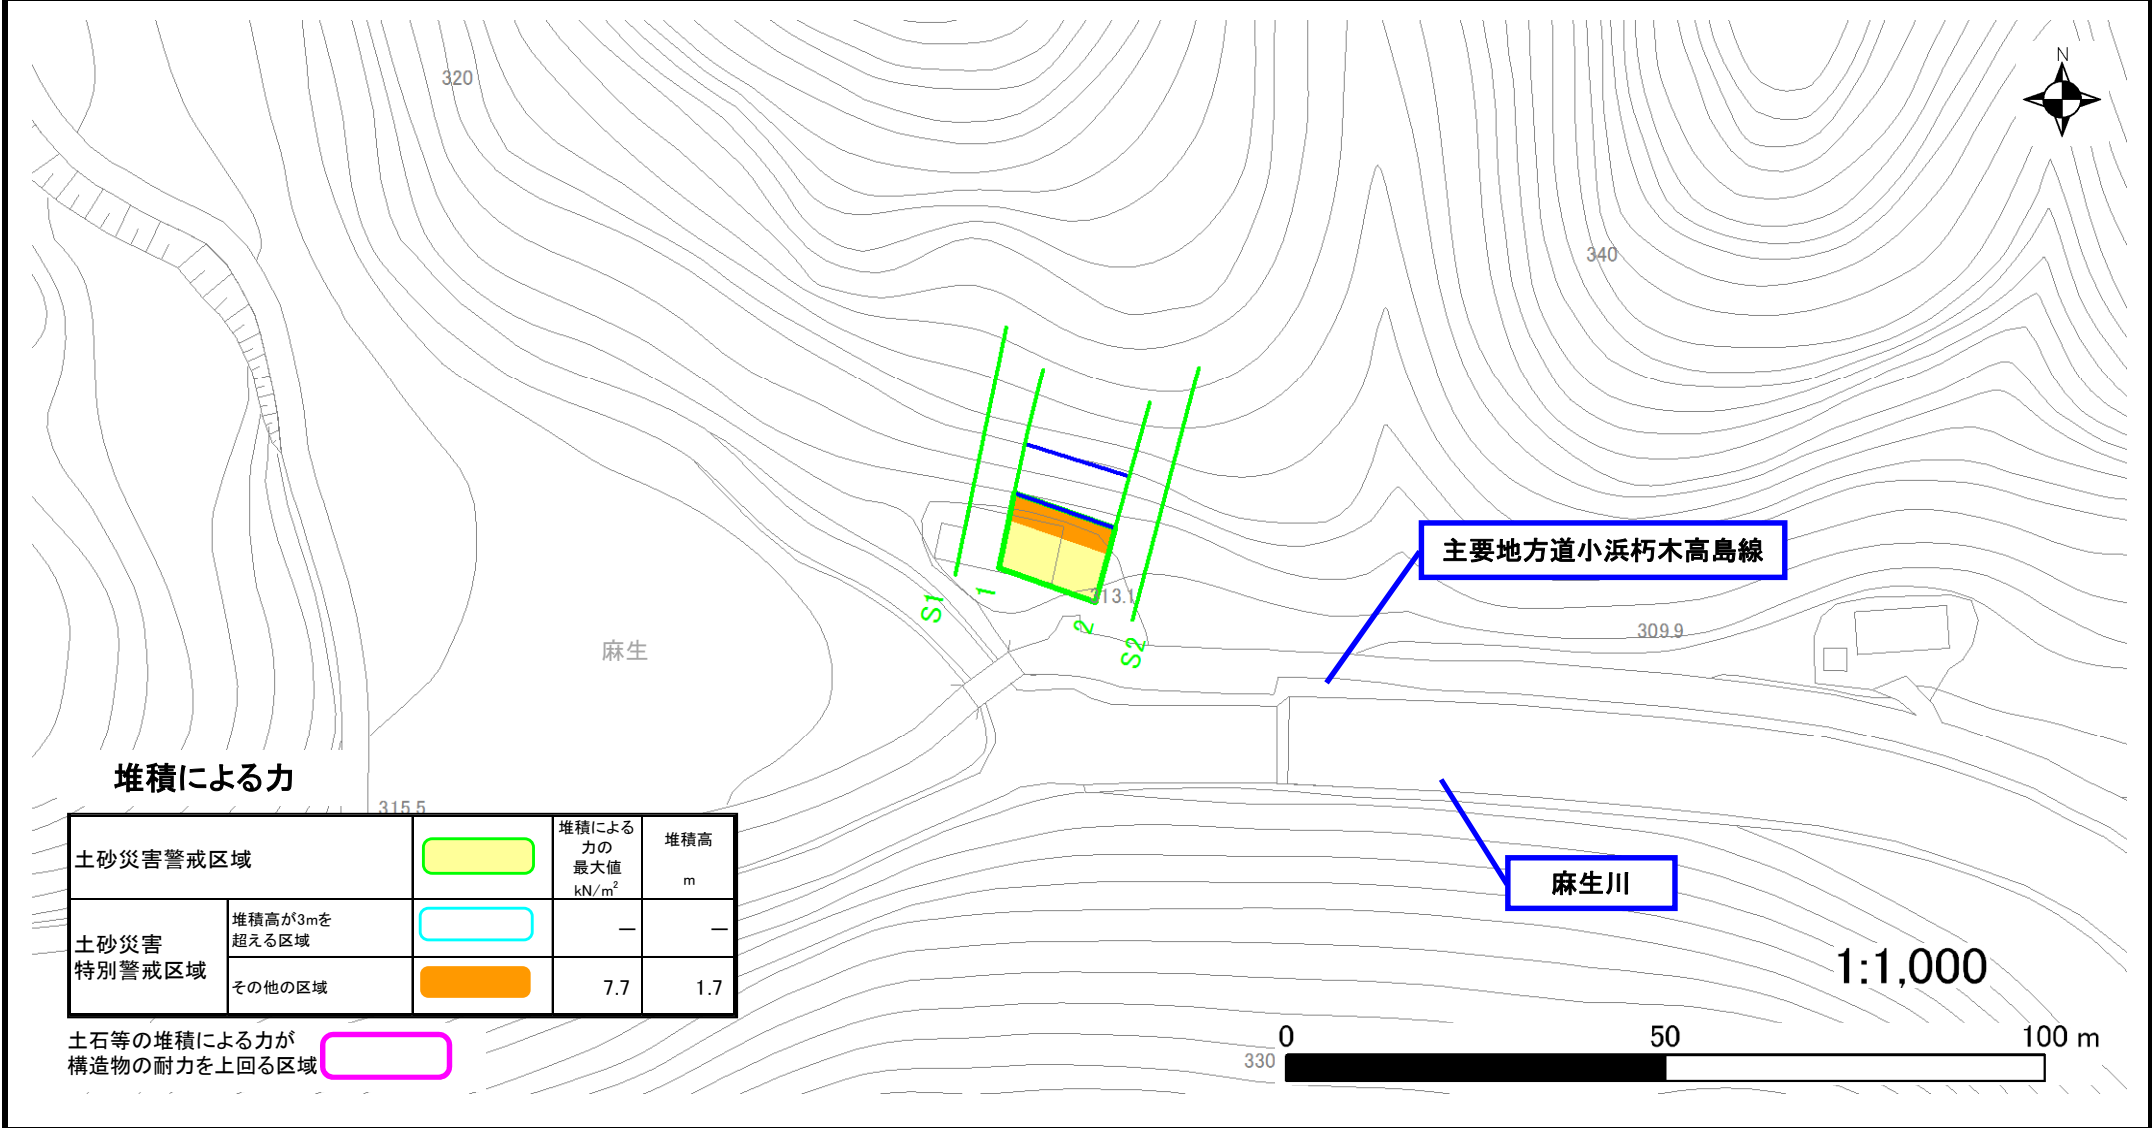 N
320
340
主要地方道小浜朽木高島線
S1
1
313.1
2
S2
309.9
麻生
堆積による力
315.5
土砂災害警戒区域
堆積による
力の
最大値
kN/m²
堆積高
m
土砂災害
特別警戒区域
堆積高が3mを
超える区域
—
—
その他の区域
7.7
1.7
土石等の堆積による力が
構造物の耐力を上回る区域
麻生川
1:1,000
0
50
100 m
330